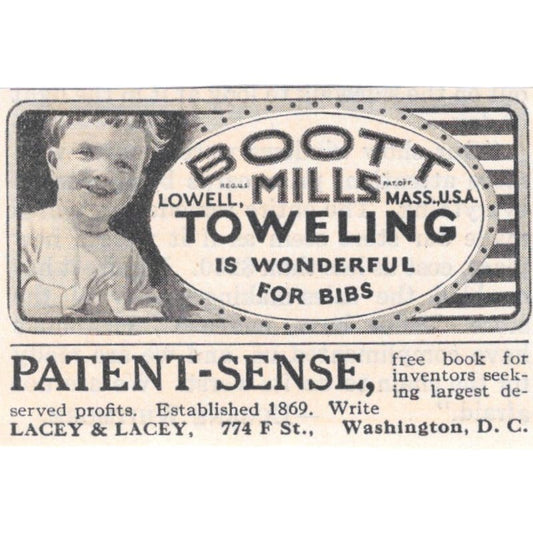 BOOTT
REG.U.S. MILLS PAT.OFF.
LOWELL, MASS., U.S.A.
TOWELING
IS WONDERFUL
FOR BIBS
PATENT-SENSE, free book for
inventors seek-
ing largest de-
served profits. Established 1869. Write
LACEY & LACEY, 774 F St., Washington, D. C.